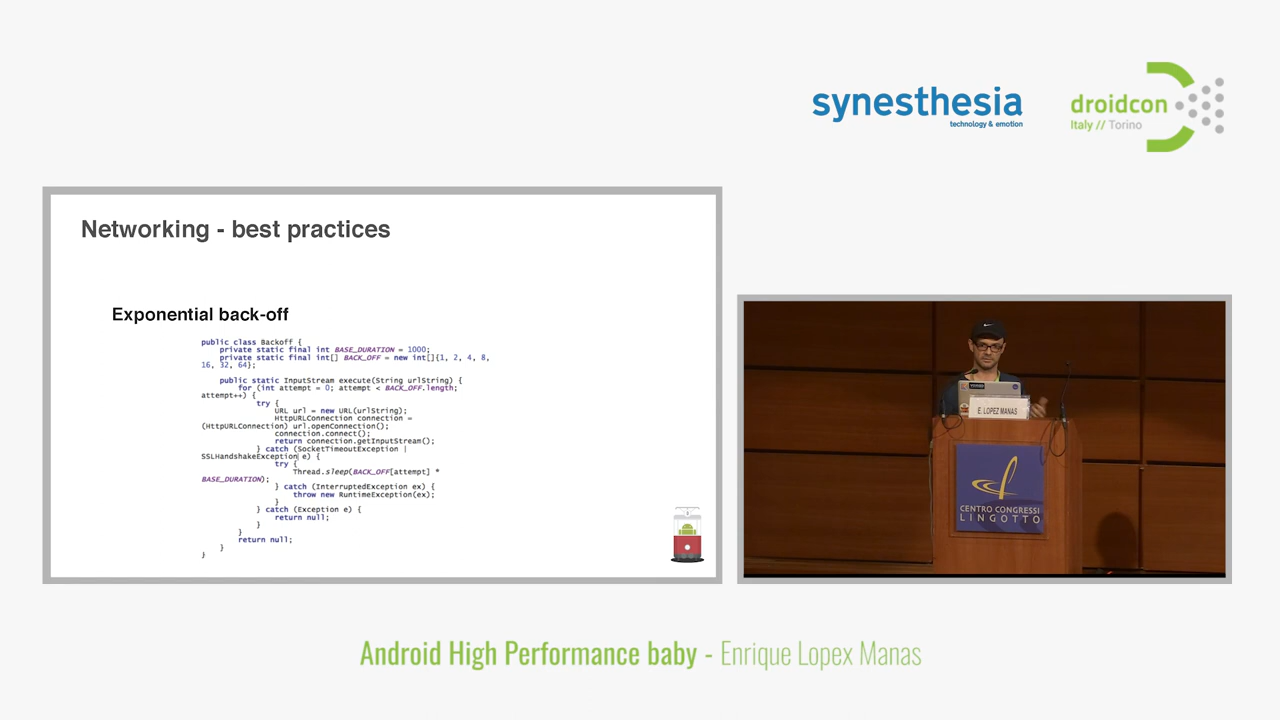 synesthesia
technology & emotion
droidcon
Italy // Torino
Networking - best practices
Exponential back-off
public class Backoff {
private static final int BASE_DURATION = 1000;
private static final int[] BACK_OFF = new int[]{1, 2, 4, 8,
16, 32, 64};
public static InputStream execute(String urlString) {
for (int attempt = 0; attempt < BACK_OFF.length;
attempt++) {
try {
URL url = new URL(urlString);
HttpURLConnection connection =
(HttpURLConnection) url.openConnection();
connection.connect();
return connection.getInputStream();
} catch (SocketTimeoutException |
SSLHandshakeException e) {
try {
Thread.sleep(BACK_OFF[attempt] *
BASE_DURATION);
} catch (InterruptedException ex) {
throw new RuntimeException(ex);
}
} catch (Exception e) {
return null;
}
}
return null;
}
}
E. LOPEZ MANAS
CENTRO CONGRESSI
LINGOTTO
Android High Performance baby - Enrique Lopex Manas